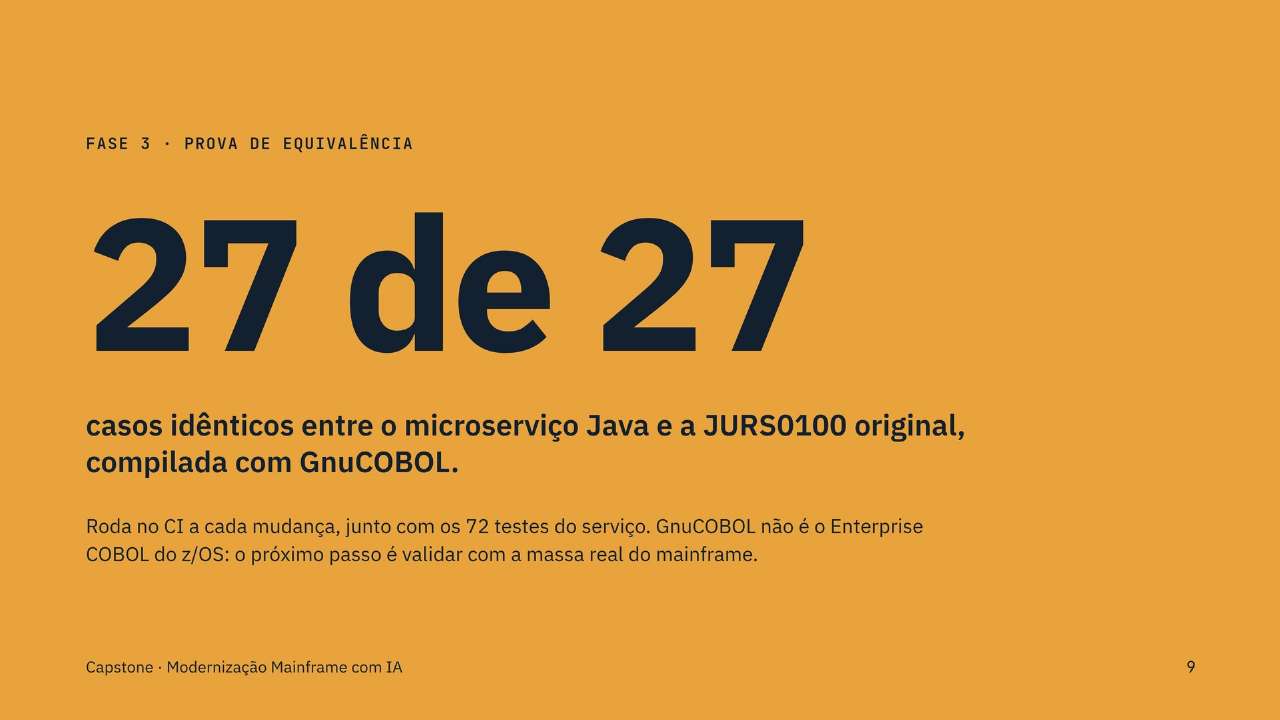 FASE 3 · PROVA DE EQUIVALÊNCIA
27 de 27
casos idênticos entre o microserviço Java e a JURS0100 original,
compilada com GnuCOBOL.
Roda no CI a cada mudança, junto com os 72 testes do serviço. GnuCOBOL não é o Enterprise
COBOL do z/OS: o próximo passo é validar com a massa real do mainframe.
Capstone · Modernização Mainframe com IA
9